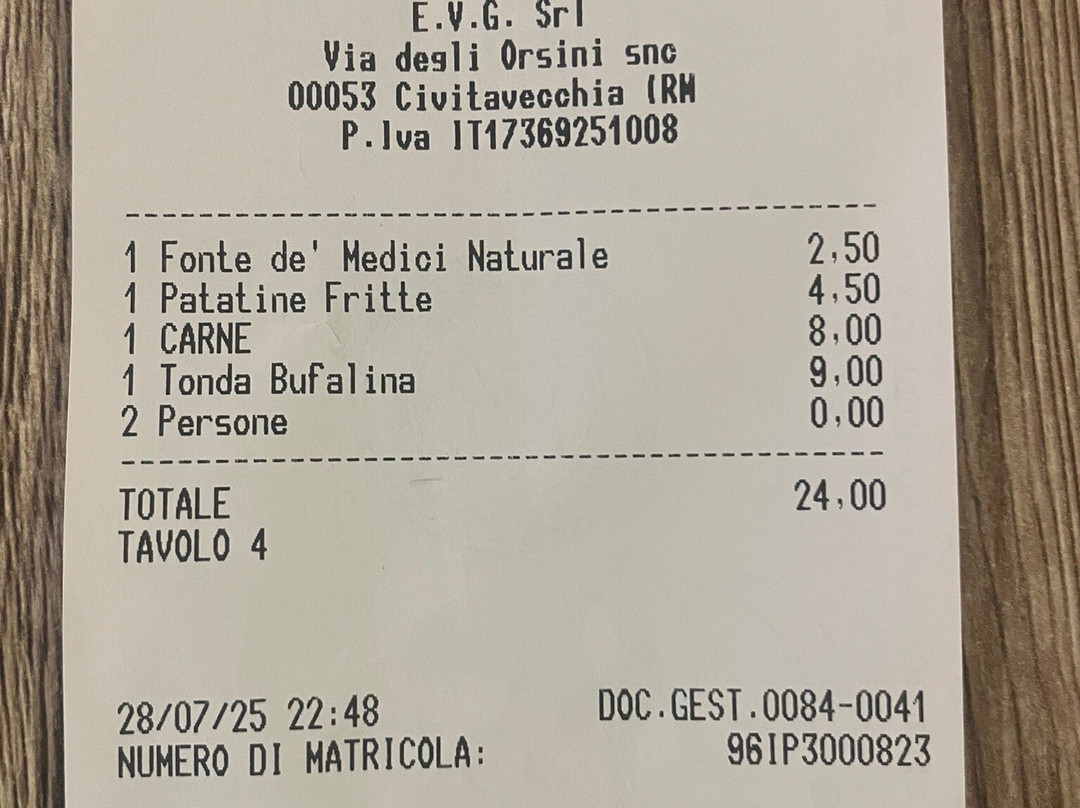 E.V.G. Srl
Via degli Orsini snc
00053 Civitavecchia (RM
P.Iva IT17369251008
1 Fonte de' Medici Naturale 2,50
1 Patatine Fritte 4,50
1 CARNE 8,00
1 Tonda Bufalina 9,00
2 Persone 0,00
TOTALE 24,00
TAVOLO 4
28/07/25 22:48 DOC.GEST.0084-0041
NUMERO DI MATRICOLA: 96IP3000823